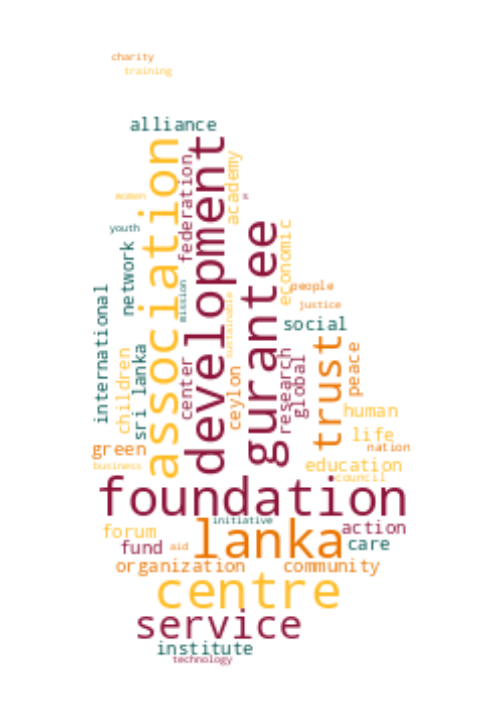 charity
training
alliance
association
development
federation
academy
women
s
youth
network
mission
gurantee
economic
people
justice
international
sustainable
social
children
sri lanka
center
ceylon
research
global
trust
peace
human
life
nation
green
business
education
council
foundation
initiative
forum
lanka
action
fund
aid
care
organization
community
centre
service
institute
technology